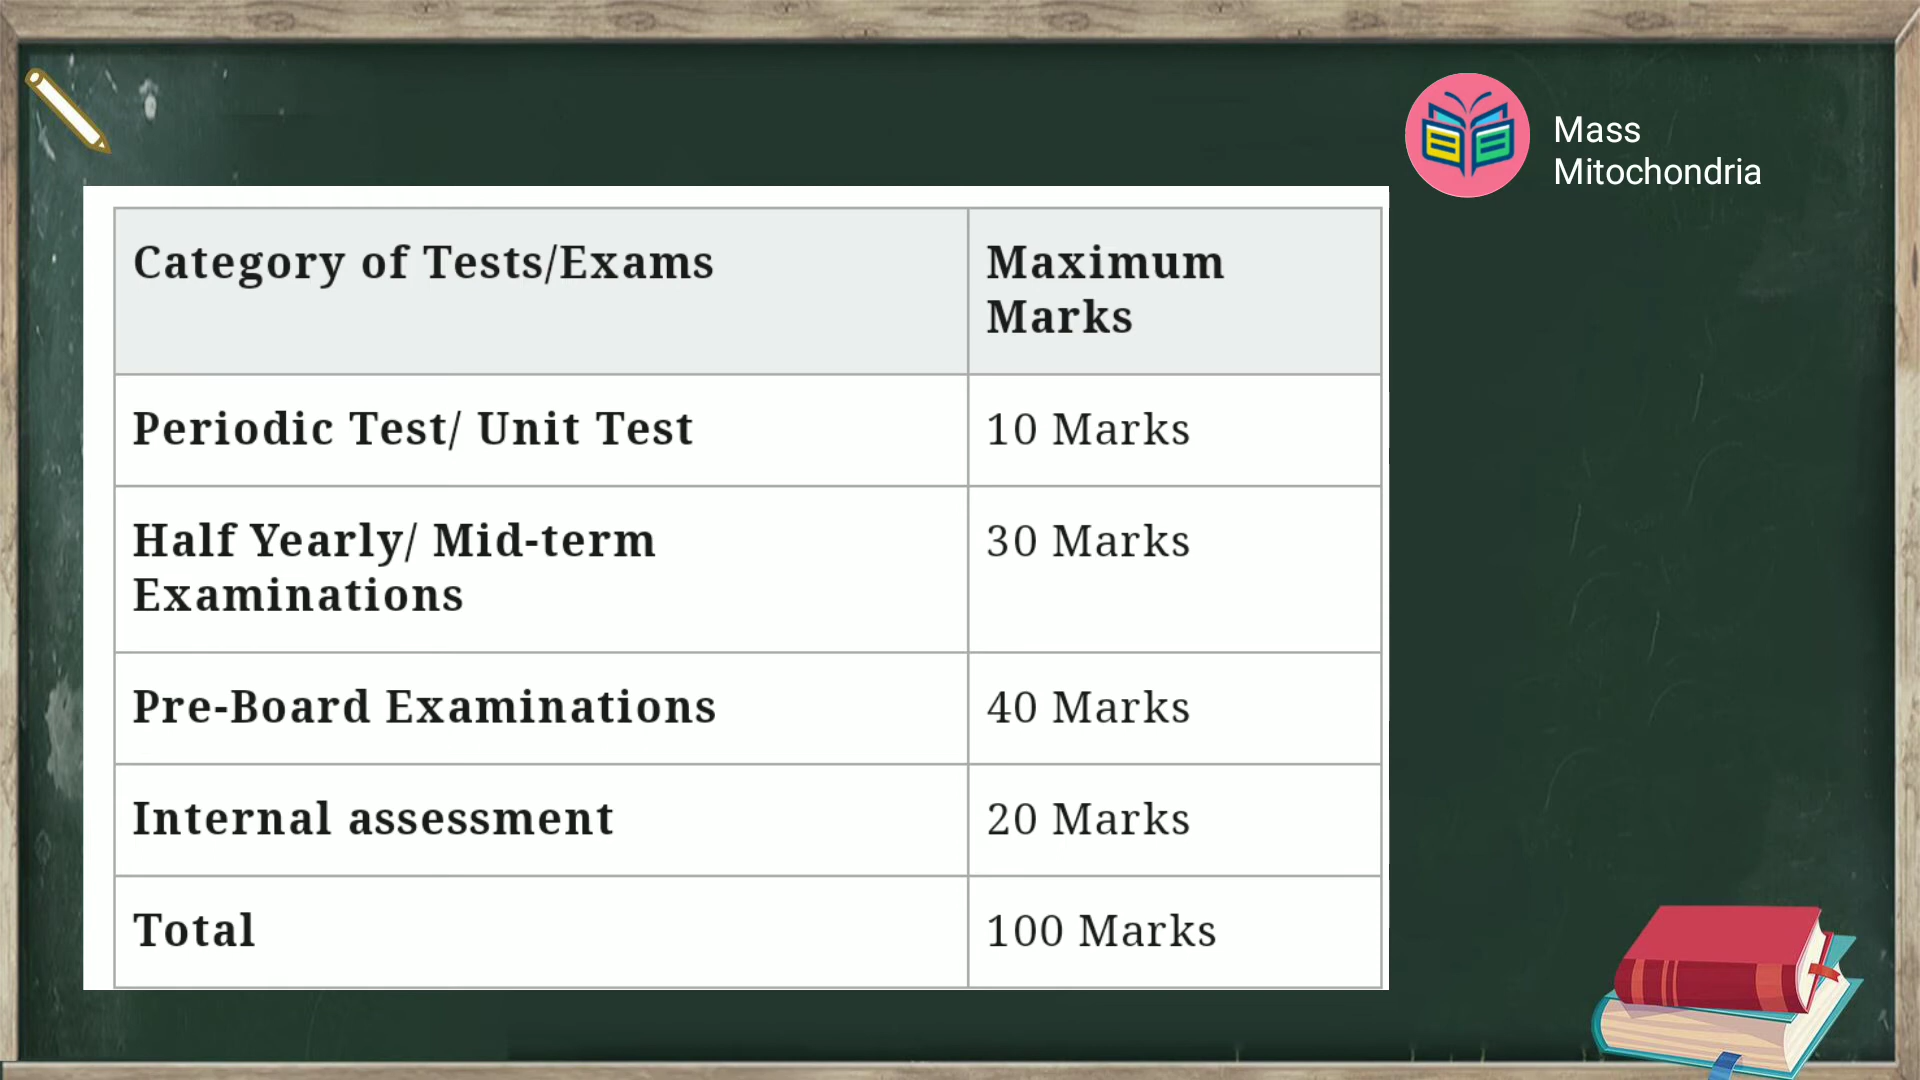 Mass
Mitochondria
Category of Tests/Exams
Maximum
Marks
Periodic Test/ Unit Test
10 Marks
Half Yearly/ Mid-term
Examinations
30 Marks
Pre-Board Examinations
40 Marks
Internal assessment
20 Marks
Total
100 Marks